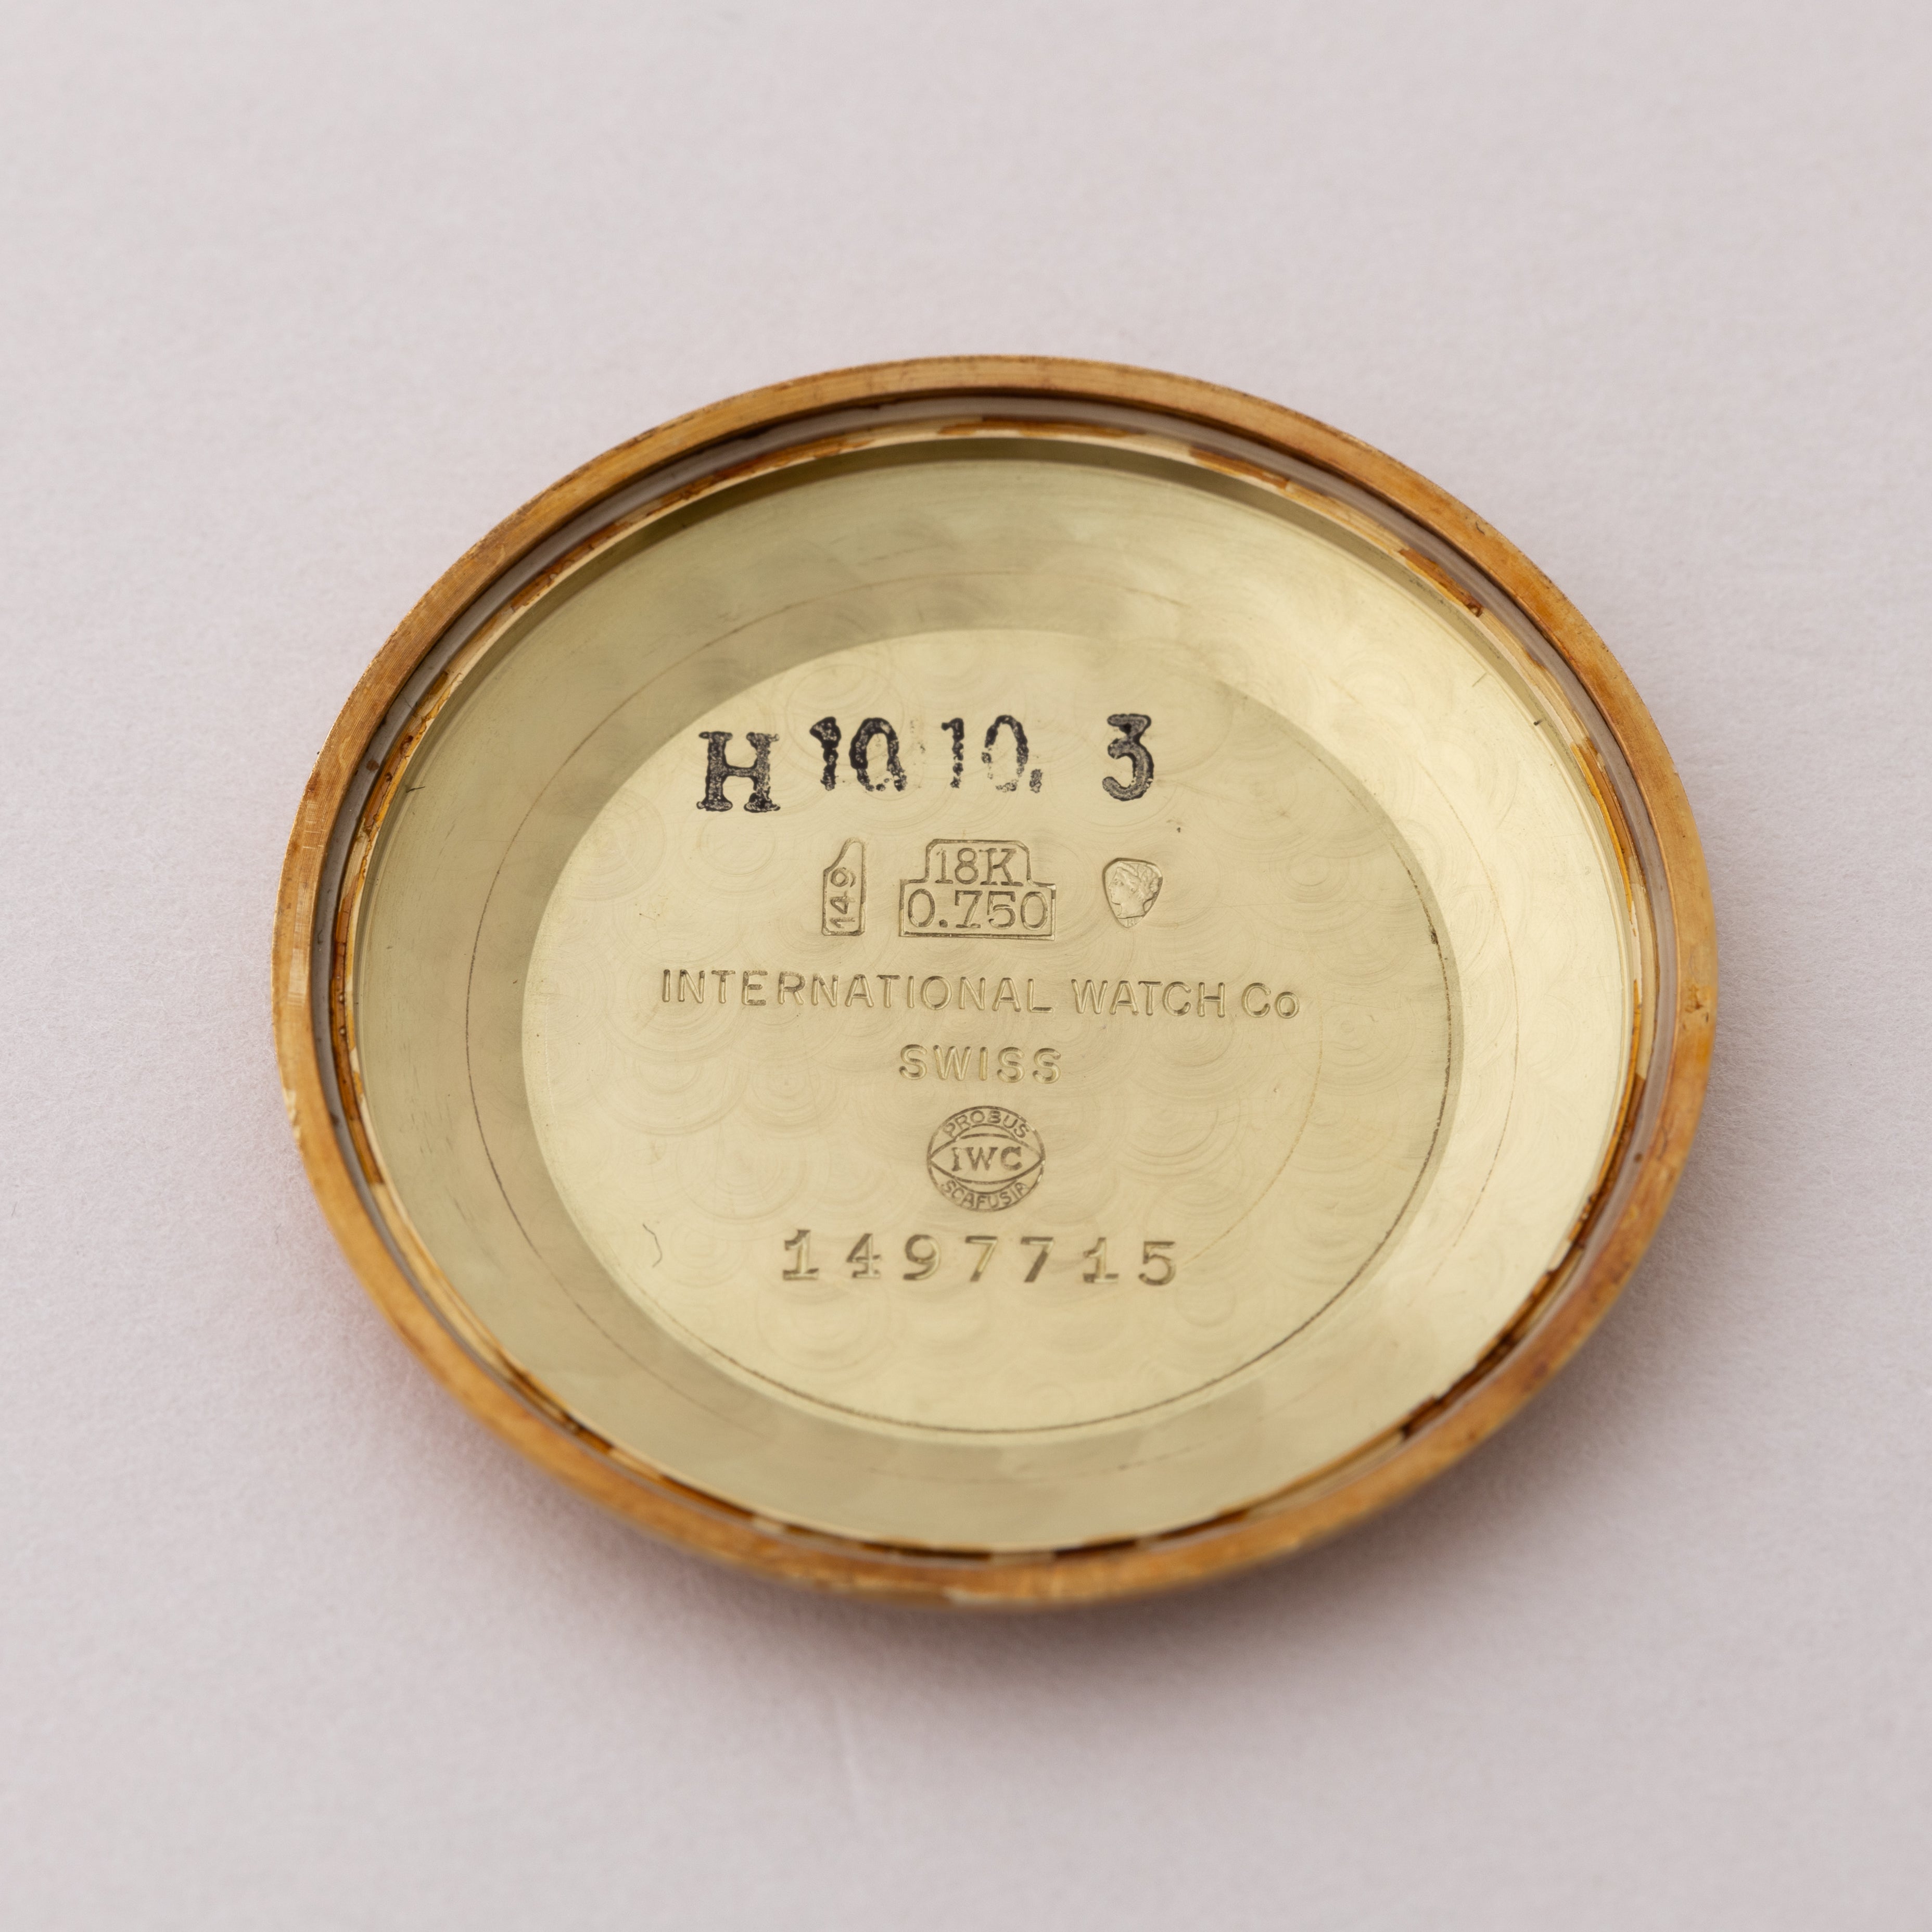 H 10. 10. 3
149 18K
0.750
INTERNATIONAL WATCH Co
SWISS
PROBUS
IWC
SCAFUSIA
1497715